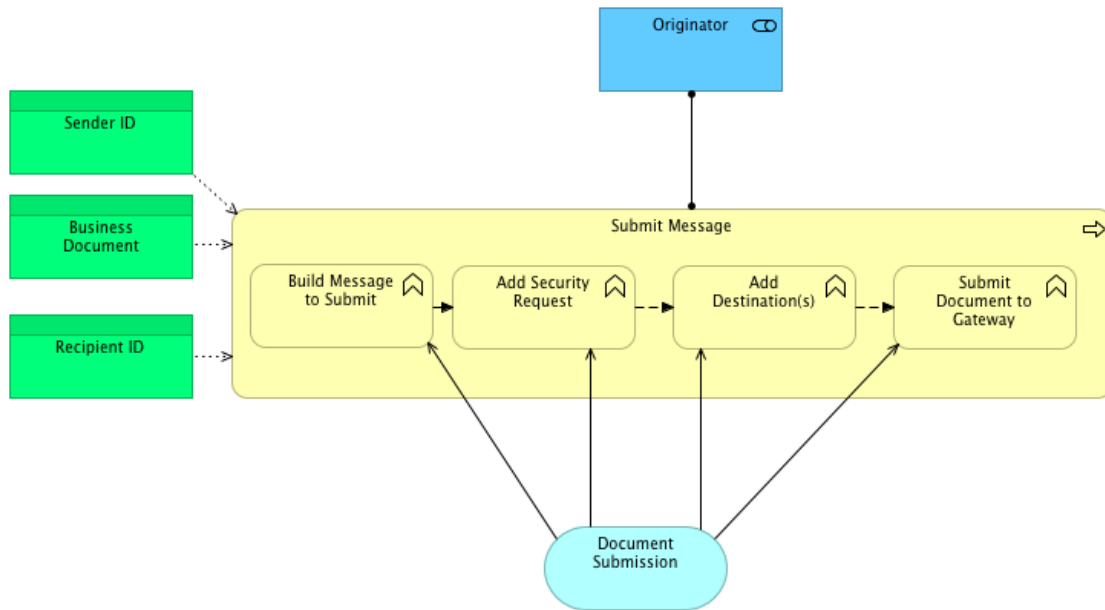 Originator
Sender ID
Business
Document
Recipient ID
Submit Message
Build Message
to Submit
Add Security
Request
Add
Destination(s)
Submit
Document to
Gateway
Document
Submission